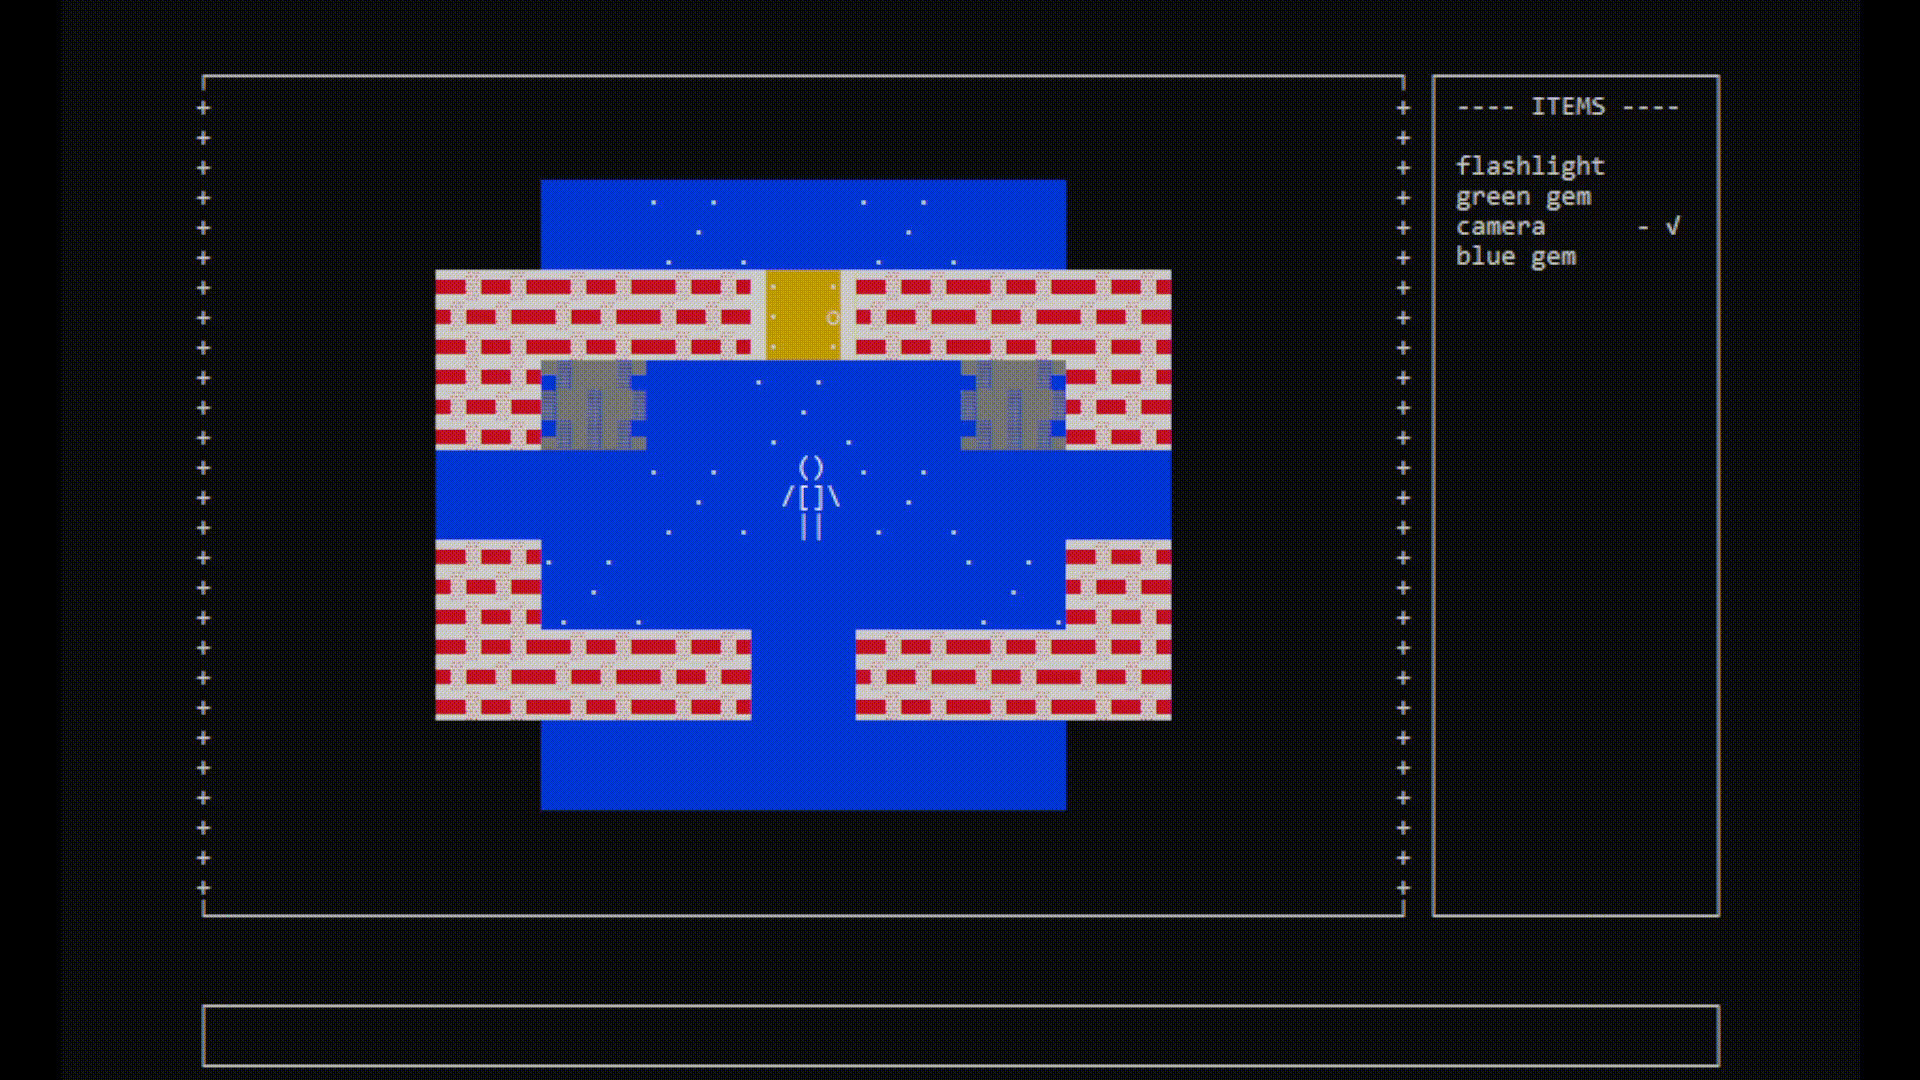 ---- ITEMS ----
flashlight
green gem
camera - √
blue gem